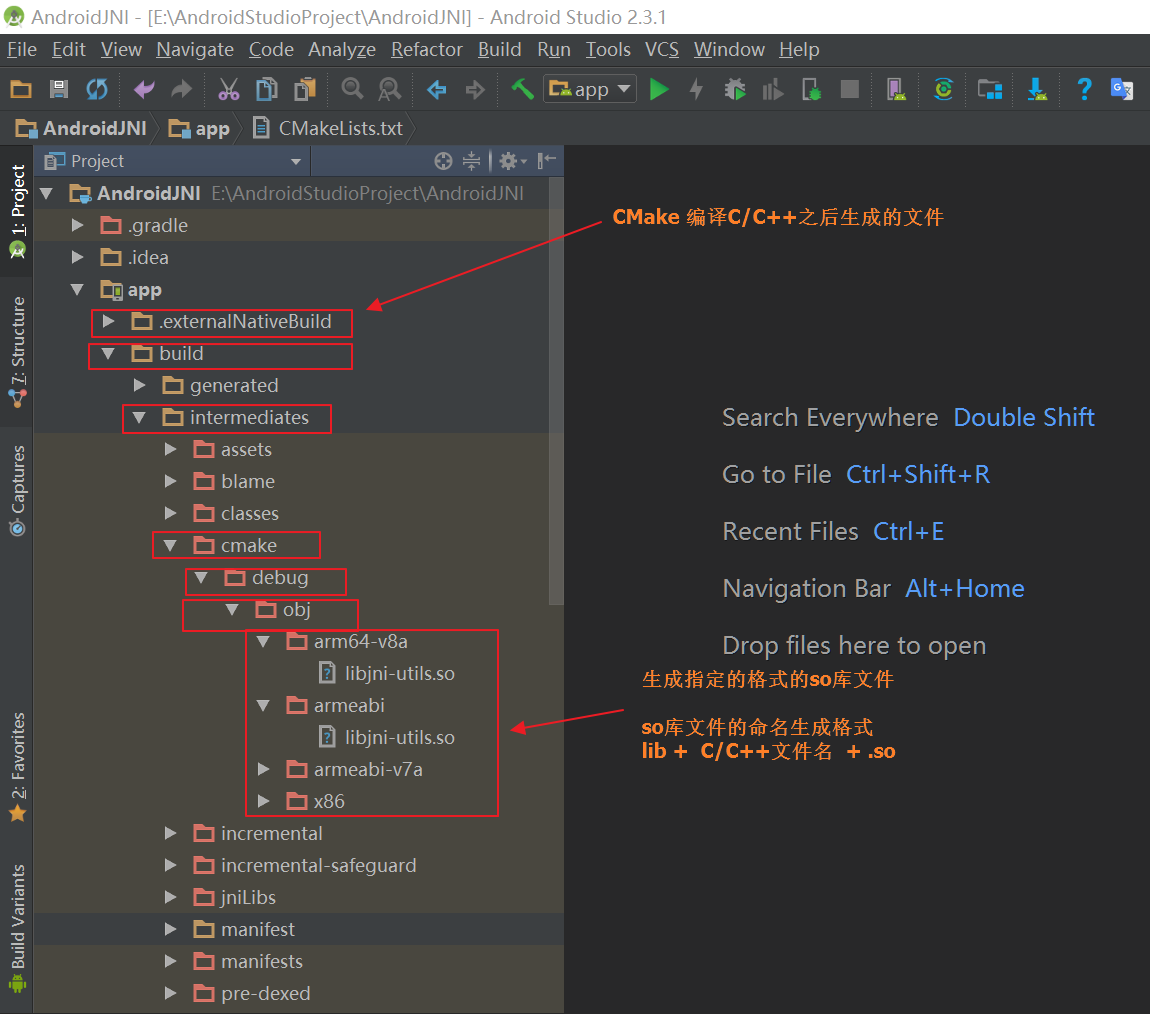 AndroidJNI - [E:\AndroidStudioProject\AndroidJNI] - Android Studio 2.3.1
File Edit View Navigate Code Analyze Refactor Build Run Tools VCS Window Help
app
AndroidJNI app CMakeLists.txt
1: Project
7: Structure
Captures
2: Favorites
Build Variants
Project
AndroidJNI E:\AndroidStudioProject\AndroidJNI
.gradle
.idea
app
.externalNativeBuild
build
generated
intermediates
assets
blame
classes
cmake
debug
obj
arm64-v8a
libjni-utils.so
armeabi
libjni-utils.so
armeabi-v7a
x86
incremental
incremental-safeguard
jniLibs
manifest
manifests
pre-dexed
CMake 编译C/C++之后生成的文件
Search Everywhere Double Shift
Go to File Ctrl+Shift+R
Recent Files Ctrl+E
Navigation Bar Alt+Home
Drop files here to open
生成指定的格式的so库文件
so库文件的命名生成格式
lib + C/C++文件名 + .so